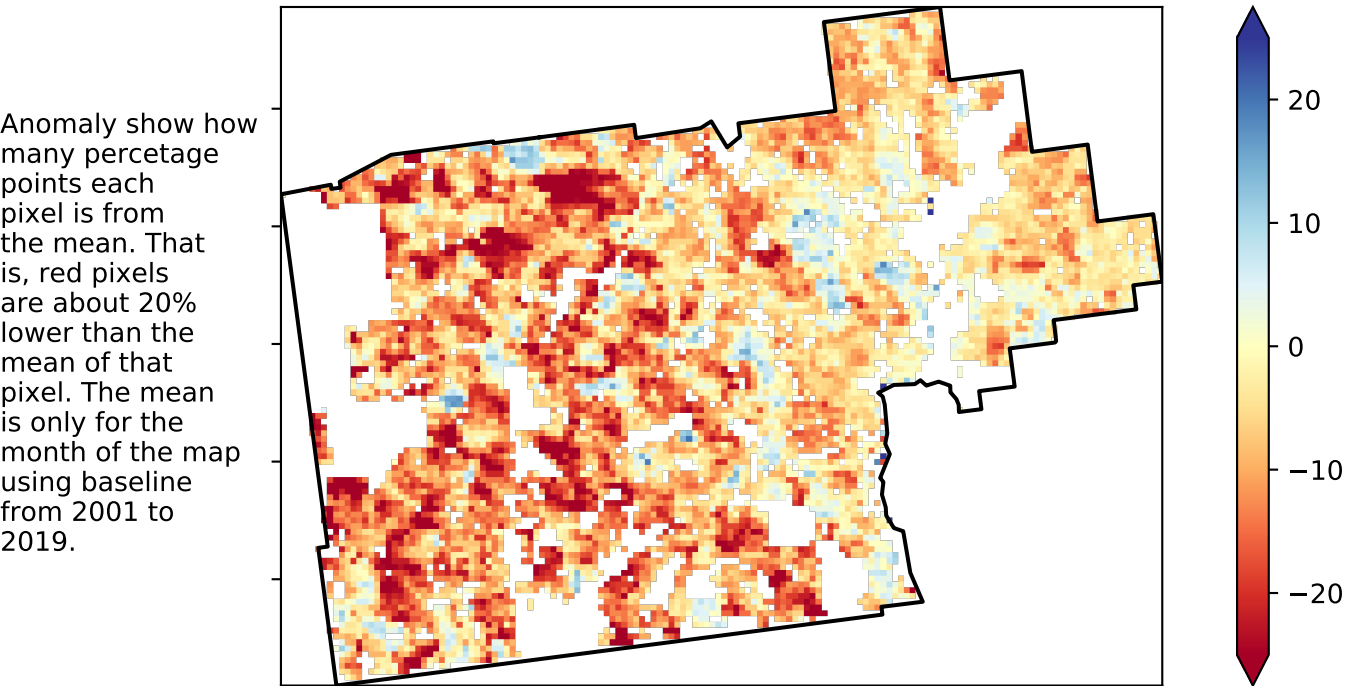 Anomaly show how
many percetage
points each
pixel is from
the mean. That
is, red pixels
are about 20%
lower than the
mean of that
pixel. The mean
is only for the
month of the map
using baseline
from 2001 to
2019.
20
10
0
−10
−20